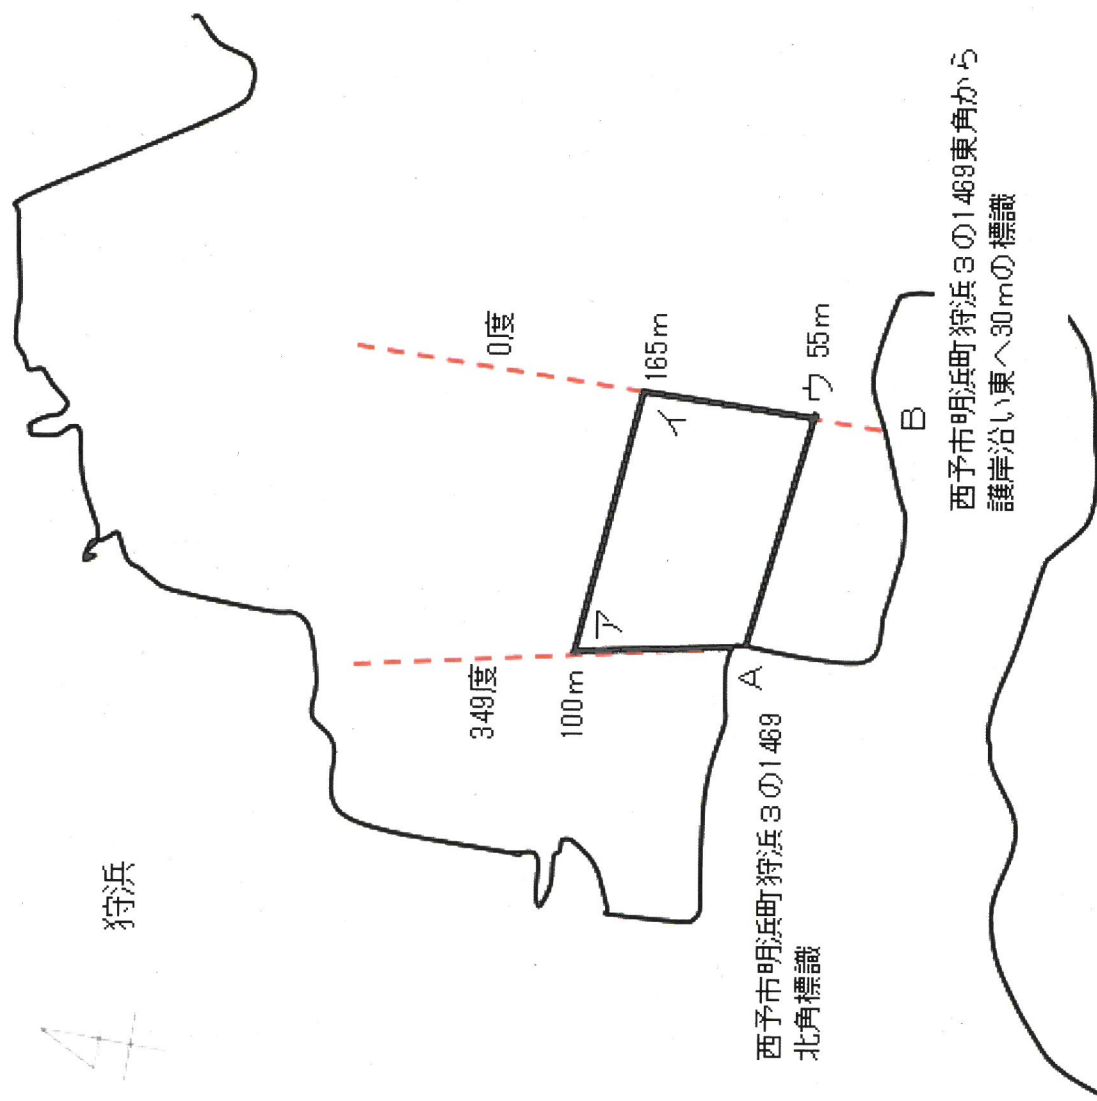 狩浜
0度
349度
165m
100m
イ
ア
ウ 55m
A
B
西予市明浜町狩浜3の1469
北角標識
西予市明浜町狩浜3の1469東角から
護岸沿い東へ30mの標識